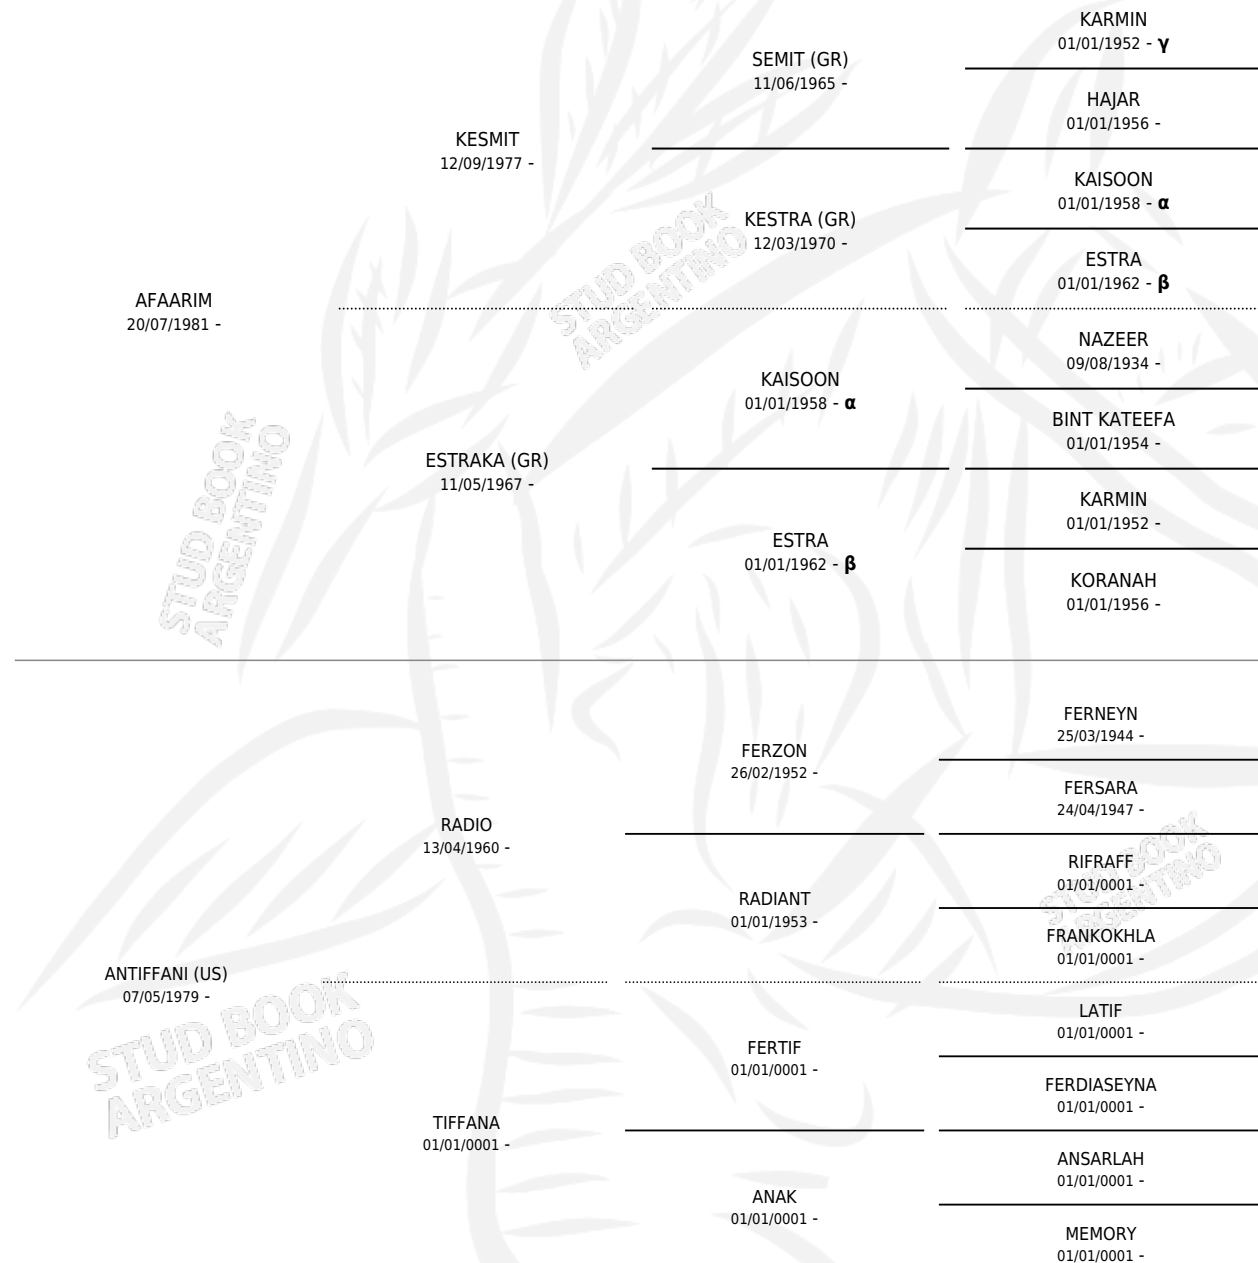 KARMIN
01/01/1952 - γ
SEMIT (GR)
11/06/1965 -
HAJAR
01/01/1956 -
KESMIT
12/09/1977 -
KAISOON
01/01/1958 - α
KESTRA (GR)
12/03/1970 -
ESTRA
01/01/1962 - β
AFAARIM
20/07/1981 -
STUD BOOK
ARGENTINO
NAZEER
09/08/1934 -
KAISOON
01/01/1958 - α
BINT KATEEFA
01/01/1954 -
ESTRAKA (GR)
11/05/1967 -
STUD BOOK
ARGENTINO
KARMIN
01/01/1952 -
ESTRA
01/01/1962 - β
KORANAH
01/01/1956 -
FERNEYN
25/03/1944 -
FERZON
26/02/1952 -
FERSARA
24/04/1947 -
RADIO
13/04/1960 -
RIFRAFF
01/01/0001 -
STUD BOOK
ARGENTINO
RADIANT
01/01/1953 -
FRANKOKHLA
01/01/0001 -
ANTIFFANI (US)
07/05/1979 -
STUD BOOK
ARGENTINO
LATIF
01/01/0001 -
FERTIF
01/01/0001 -
FERDIASEYNA
01/01/0001 -
TIFFANA
01/01/0001 -
ANSARLAH
01/01/0001 -
ANAK
01/01/0001 -
MEMORY
01/01/0001 -